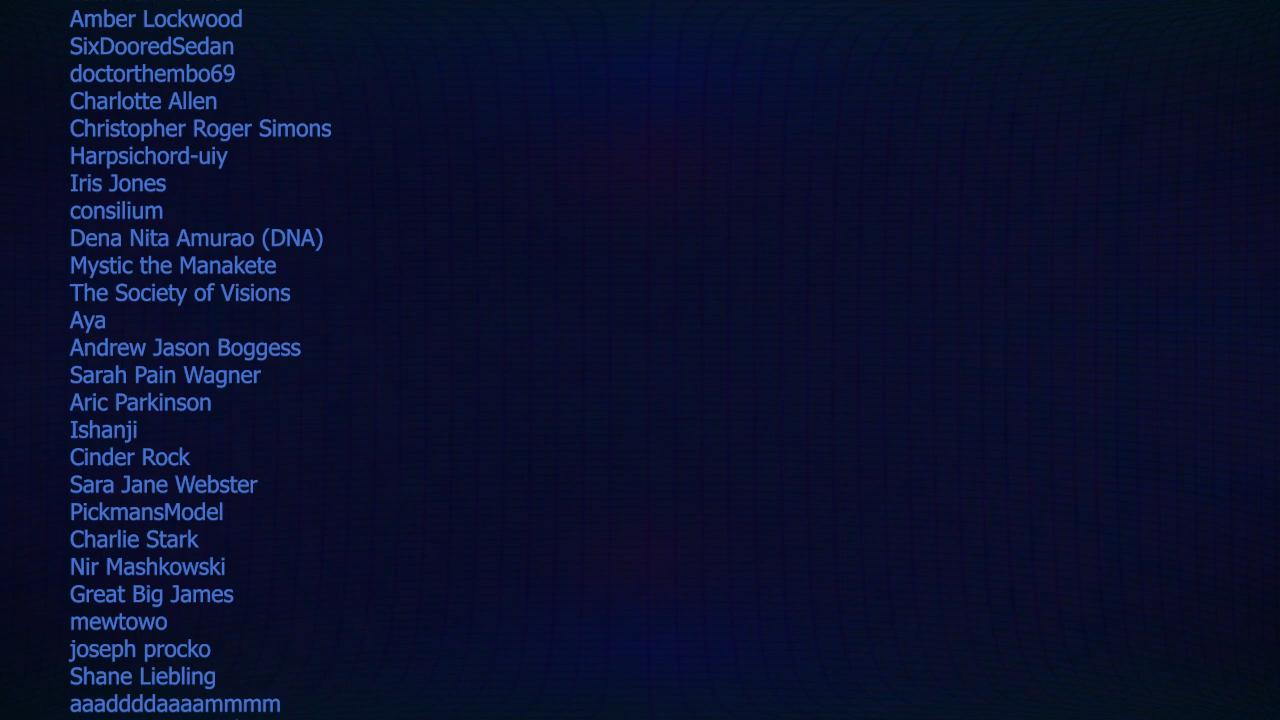 Amber Lockwood
SixDooredSedan
doctorthembo69
Charlotte Allen
Christopher Roger Simons
Harpsichord-uiy
Iris Jones
consilium
Dena Nita Amurao (DNA)
Mystic the Manakete
The Society of Visions
Aya
Andrew Jason Boggess
Sarah Pain Wagner
Aric Parkinson
Ishanji
Cinder Rock
Sara Jane Webster
PickmansModel
Charlie Stark
Nir Mashkowski
Great Big James
mewtowo
joseph procko
Shane Liebling
aaaddddaaaammmm